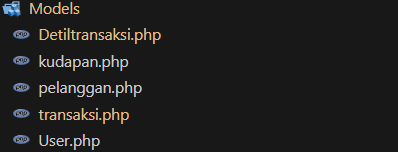 Models
Detiltransaksi.php
kudapan.php
pelanggan.php
transaksi.php
User.php